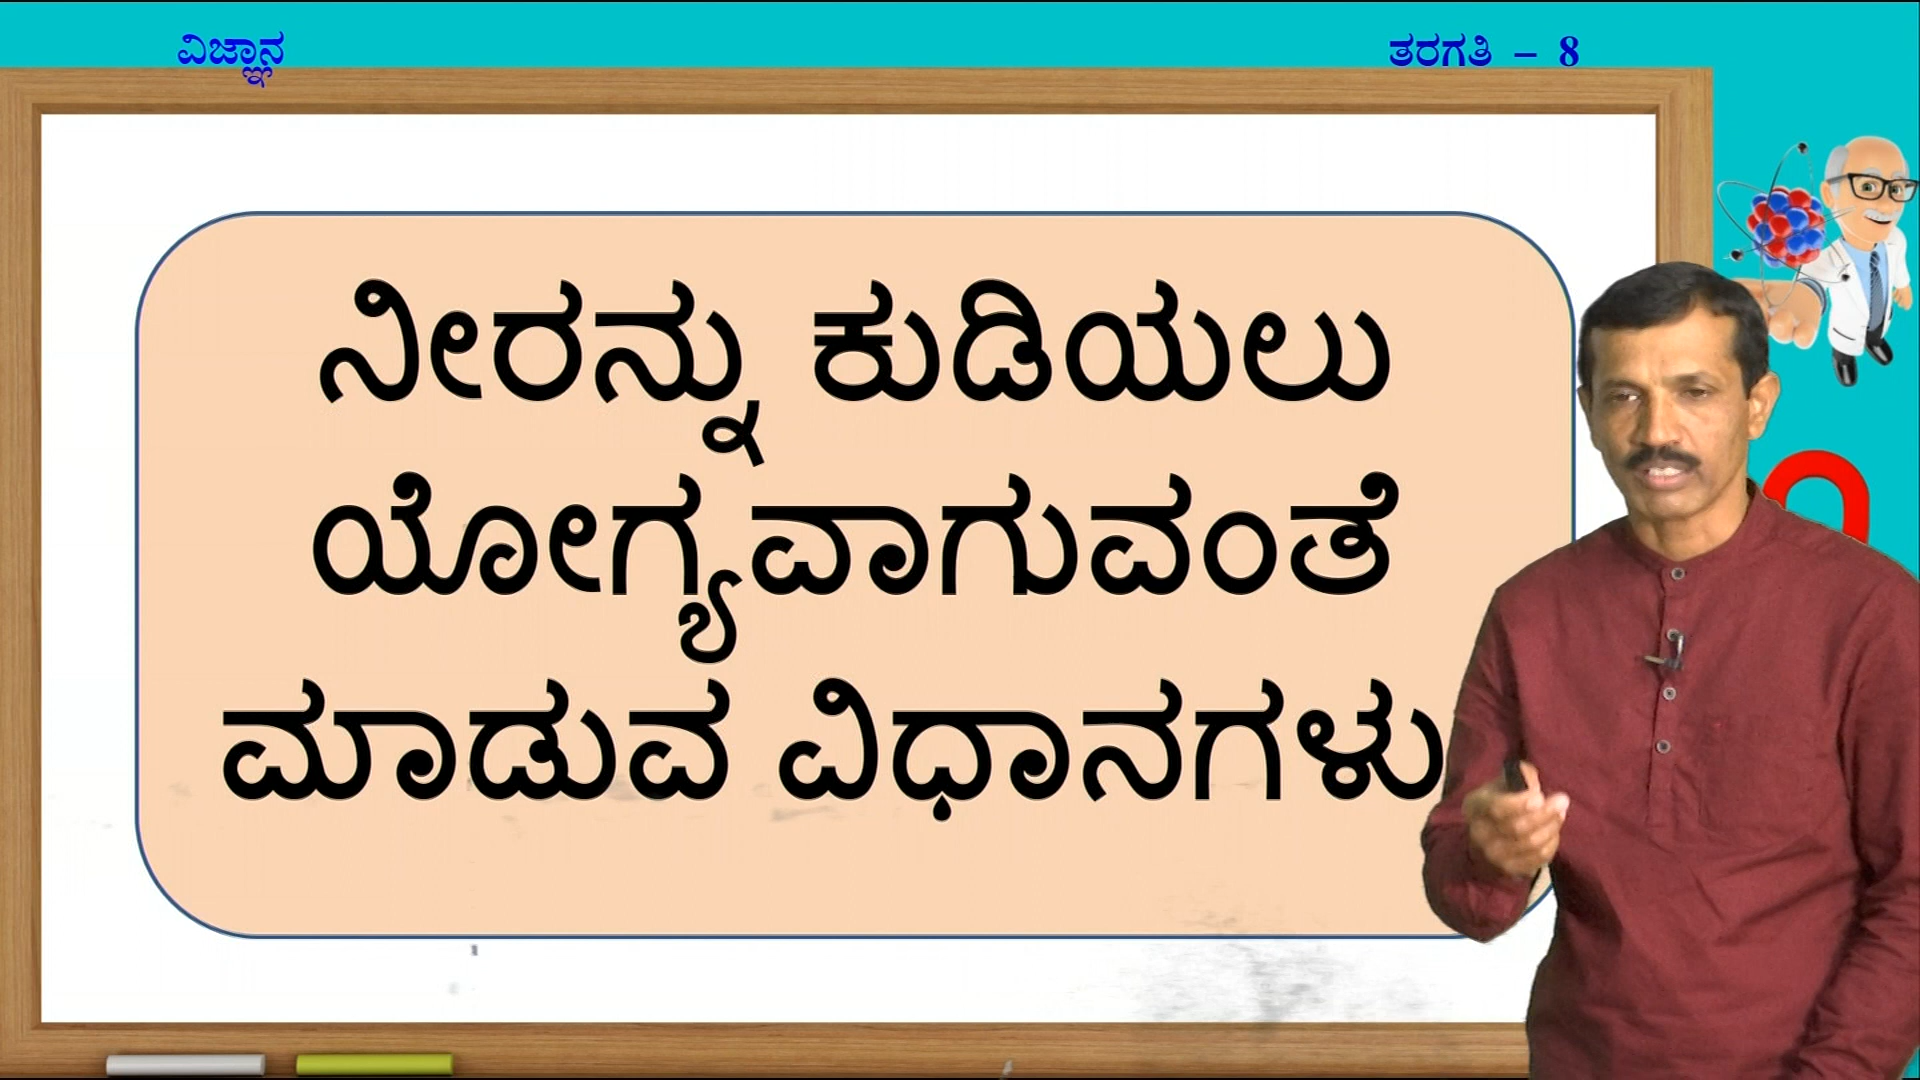 ವಿಜ್ಞಾನ
ತರಗತಿ – 8
ನೀರನ್ನು ಕುಡಿಯಲು
ಯೋಗ್ಯವಾಗುವಂತೆ
ಮಾಡುವ ವಿಧಾನಗಳು